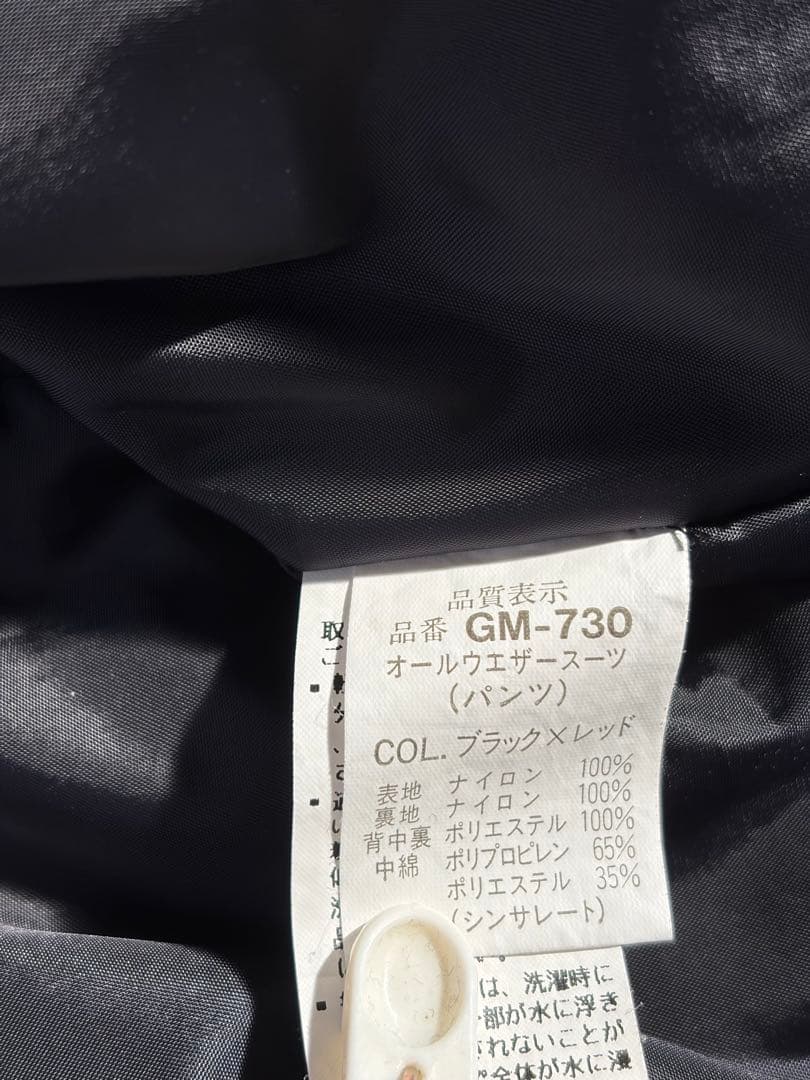 品質表示
品番 GM-730
オールウエザースーツ
(パンツ)
COL. ブラック×レッド
表地 ナイロン 100%
裏地 ナイロン 100%
背中裏 ポリエステル 100%
中綿 ポリプロピレン 65%
ポリエステル 35%
(シンサレート)
取
こ
は、洗濯時に
部が水に浮き
れないことが
全体が水に浸